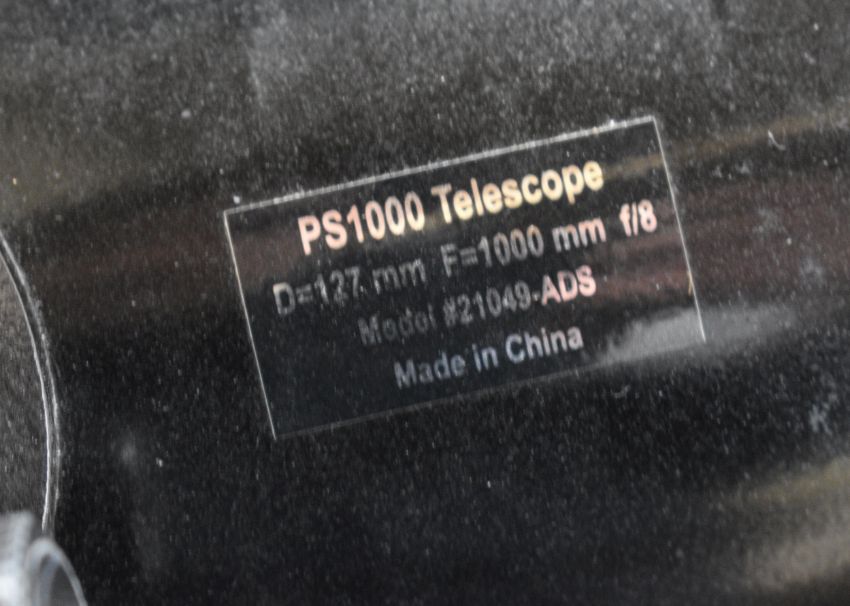 PS1000 Telescope
D=127 mm F=1000 mm f/8
Model #21049-ADS
Made in China